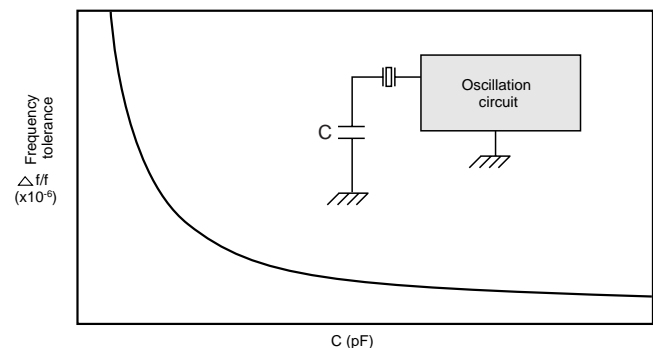 Frequency
tolerance
△ f/f
(x10-6)
Oscillation
circuit
C
C (pF)